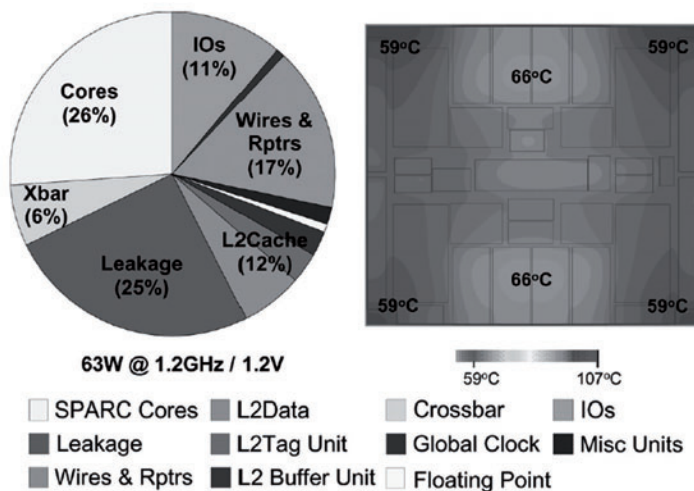 IOs
(11%)
Cores
(26%)
Wires &
Rptrs
(17%)
Xbar
(6%)
L2Cache
(12%)
Leakage
(25%)
63W @ 1.2GHz / 1.2V
59°C
59°C
66°C
66°C
59°C
59°C
59°C
107°C
SPARC Cores
L2Data
Crossbar
IOs
Leakage
L2Tag Unit
Global Clock
Misc Units
Wires & Rptrs
L2 Buffer Unit
Floating Point